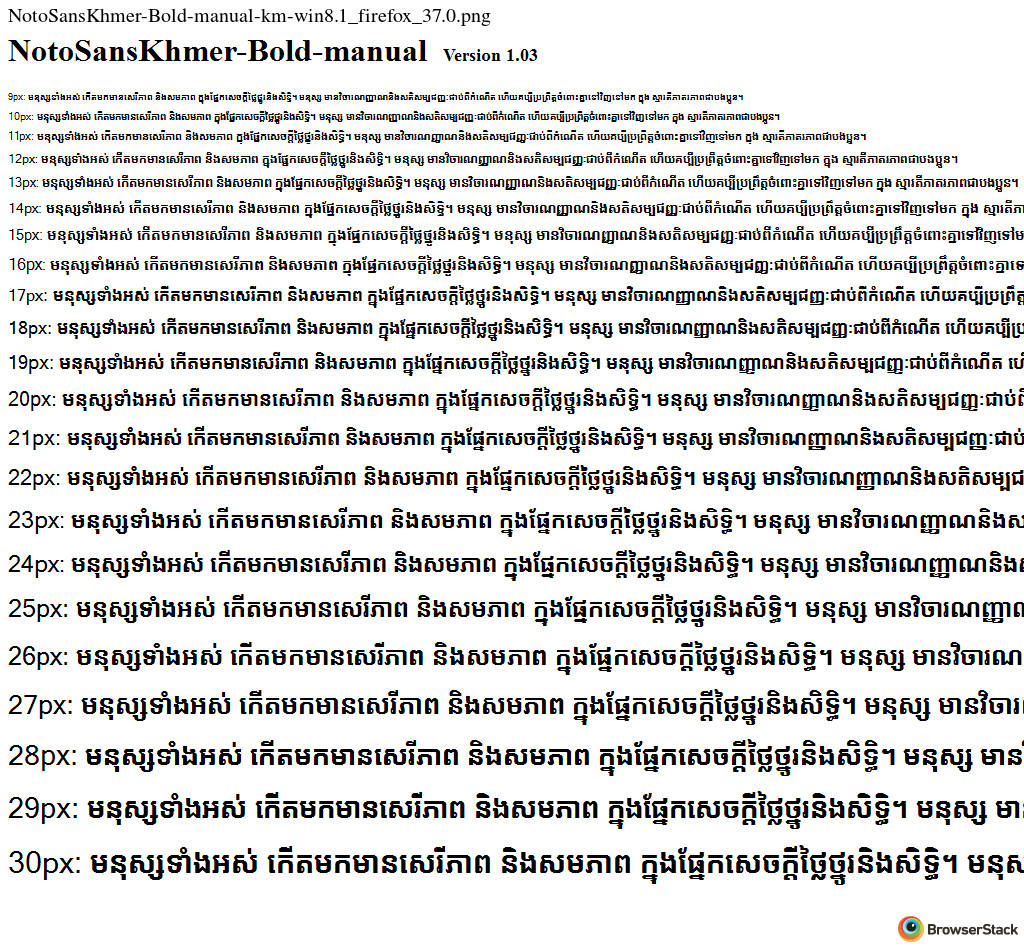 NotoSansKhmer-Bold-manual-km-win8.1_firefox_37.0.png
NotoSansKhmer-Bold-manual Version 1.03
9px: មនុស្សទាំងអស់ កើតមកមានសេរីភាព និងសមភាព ក្នុងផ្នែកសេចក្ដីថ្លៃថ្នូរនិងសិទ្ធិ។ មនុស្ស មានវិចារណញ្ញាណនិងសតិសម្បជញ្ញៈជាប់ពីកំណើត ហើយគប្បីប្រព្រឹត្ដចំពោះគ្នាទៅវិញទៅមក ក្នុង ស្មារតីភាតរភាពជាបងប្អូន។
10px: មនុស្សទាំងអស់ កើតមកមានសេរីភាព និងសមភាព ក្នុងផ្នែកសេចក្ដីថ្លៃថ្នូរនិងសិទ្ធិ។ មនុស្ស មានវិចារណញ្ញាណនិងសតិសម្បជញ្ញៈជាប់ពីកំណើត ហើយគប្បីប្រព្រឹត្ដចំពោះគ្នាទៅវិញទៅមក ក្នុង ស្មារតីភាតរភាពជាបងប្អូន។
11px: មនុស្សទាំងអស់ កើតមកមានសេរីភាព និងសមភាព ក្នុងផ្នែកសេចក្ដីថ្លៃថ្នូរនិងសិទ្ធិ។ មនុស្ស មានវិចារណញ្ញាណនិងសតិសម្បជញ្ញៈជាប់ពីកំណើត ហើយគប្បីប្រព្រឹត្ដចំពោះគ្នាទៅវិញទៅមក ក្នុង ស្មារតីភាតរភាពជាបងប្អូន។
12px: មនុស្សទាំងអស់ កើតមកមានសេរីភាព និងសមភាព ក្នុងផ្នែកសេចក្ដីថ្លៃថ្នូរនិងសិទ្ធិ។ មនុស្ស មានវិចារណញ្ញាណនិងសតិសម្បជញ្ញៈជាប់ពីកំណើត ហើយគប្បីប្រព្រឹត្ដចំពោះគ្នាទៅវិញទៅមក ក្នុង ស្មារតីភាតរភាពជាបងប្អូន។
13px: មនុស្សទាំងអស់ កើតមកមានសេរីភាព និងសមភាព ក្នុងផ្នែកសេចក្ដីថ្លៃថ្នូរនិងសិទ្ធិ។ មនុស្ស មានវិចារណញ្ញាណនិងសតិសម្បជញ្ញៈជាប់ពីកំណើត ហើយគប្បីប្រព្រឹត្ដចំពោះគ្នាទៅវិញទៅមក ក្នុង ស្មារតីភាតរភាពជាបងប្អូន។
14px: មនុស្សទាំងអស់ កើតមកមានសេរីភាព និងសមភាព ក្នុងផ្នែកសេចក្ដីថ្លៃថ្នូរនិងសិទ្ធិ។ មនុស្ស មានវិចារណញ្ញាណនិងសតិសម្បជញ្ញៈជាប់ពីកំណើត ហើយគប្បីប្រព្រឹត្ដចំពោះគ្នាទៅវិញទៅមក ក្នុង ស្មារតីភា
15px: មនុស្សទាំងអស់ កើតមកមានសេរីភាព និងសមភាព ក្នុងផ្នែកសេចក្ដីថ្លៃថ្នូរនិងសិទ្ធិ។ មនុស្ស មានវិចារណញ្ញាណនិងសតិសម្បជញ្ញៈជាប់ពីកំណើត ហើយគប្បីប្រព្រឹត្ដចំពោះគ្នាទៅវិញទៅម
16px: មនុស្សទាំងអស់ កើតមកមានសេរីភាព និងសមភាព ក្នុងផ្នែកសេចក្ដីថ្លៃថ្នូរនិងសិទ្ធិ។ មនុស្ស មានវិចារណញ្ញាណនិងសតិសម្បជញ្ញៈជាប់ពីកំណើត ហើយគប្បីប្រព្រឹត្ដចំពោះគ្នាទៅ
17px: មនុស្សទាំងអស់ កើតមកមានសេរីភាព និងសមភាព ក្នុងផ្នែកសេចក្ដីថ្លៃថ្នូរនិងសិទ្ធិ។ មនុស្ស មានវិចារណញ្ញាណនិងសតិសម្បជញ្ញៈជាប់ពីកំណើត ហើយគប្បីប្រព្រឹត្ដ
18px: មនុស្សទាំងអស់ កើតមកមានសេរីភាព និងសមភាព ក្នុងផ្នែកសេចក្ដីថ្លៃថ្នូរនិងសិទ្ធិ។ មនុស្ស មានវិចារណញ្ញាណនិងសតិសម្បជញ្ញៈជាប់ពីកំណើត ហើយគប្បីប្រ
19px: មនុស្សទាំងអស់ កើតមកមានសេរីភាព និងសមភាព ក្នុងផ្នែកសេចក្ដីថ្លៃថ្នូរនិងសិទ្ធិ។ មនុស្ស មានវិចារណញ្ញាណនិងសតិសម្បជញ្ញៈជាប់ពីកំណើត ហើ
20px: មនុស្សទាំងអស់ កើតមកមានសេរីភាព និងសមភាព ក្នុងផ្នែកសេចក្ដីថ្លៃថ្នូរនិងសិទ្ធិ។ មនុស្ស មានវិចារណញ្ញាណនិងសតិសម្បជញ្ញៈជាប់ពី
21px: មនុស្សទាំងអស់ កើតមកមានសេរីភាព និងសមភាព ក្នុងផ្នែកសេចក្ដីថ្លៃថ្នូរនិងសិទ្ធិ។ មនុស្ស មានវិចារណញ្ញាណនិងសតិសម្បជញ្ញៈជាប់
22px: មនុស្សទាំងអស់ កើតមកមានសេរីភាព និងសមភាព ក្នុងផ្នែកសេចក្ដីថ្លៃថ្នូរនិងសិទ្ធិ។ មនុស្ស មានវិចារណញ្ញាណនិងសតិសម្បជ
23px: មនុស្សទាំងអស់ កើតមកមានសេរីភាព និងសមភាព ក្នុងផ្នែកសេចក្ដីថ្លៃថ្នូរនិងសិទ្ធិ។ មនុស្ស មានវិចារណញ្ញាណនិងស
24px: មនុស្សទាំងអស់ កើតមកមានសេរីភាព និងសមភាព ក្នុងផ្នែកសេចក្ដីថ្លៃថ្នូរនិងសិទ្ធិ។ មនុស្ស មានវិចារណញ្ញាណនិងស
25px: មនុស្សទាំងអស់ កើតមកមានសេរីភាព និងសមភាព ក្នុងផ្នែកសេចក្ដីថ្លៃថ្នូរនិងសិទ្ធិ។ មនុស្ស មានវិចារណញ្ញាណ
26px: មនុស្សទាំងអស់ កើតមកមានសេរីភាព និងសមភាព ក្នុងផ្នែកសេចក្ដីថ្លៃថ្នូរនិងសិទ្ធិ។ មនុស្ស មានវិចារណ
27px: មនុស្សទាំងអស់ កើតមកមានសេរីភាព និងសមភាព ក្នុងផ្នែកសេចក្ដីថ្លៃថ្នូរនិងសិទ្ធិ។ មនុស្ស មានវិចារ
28px: មនុស្សទាំងអស់ កើតមកមានសេរីភាព និងសមភាព ក្នុងផ្នែកសេចក្ដីថ្លៃថ្នូរនិងសិទ្ធិ។ មនុស្ស មាន
29px: មនុស្សទាំងអស់ កើតមកមានសេរីភាព និងសមភាព ក្នុងផ្នែកសេចក្ដីថ្លៃថ្នូរនិងសិទ្ធិ។ មនុស្ស មា
30px: មនុស្សទាំងអស់ កើតមកមានសេរីភាព និងសមភាព ក្នុងផ្នែកសេចក្ដីថ្លៃថ្នូរនិងសិទ្ធិ។ មនុស
BrowserStack